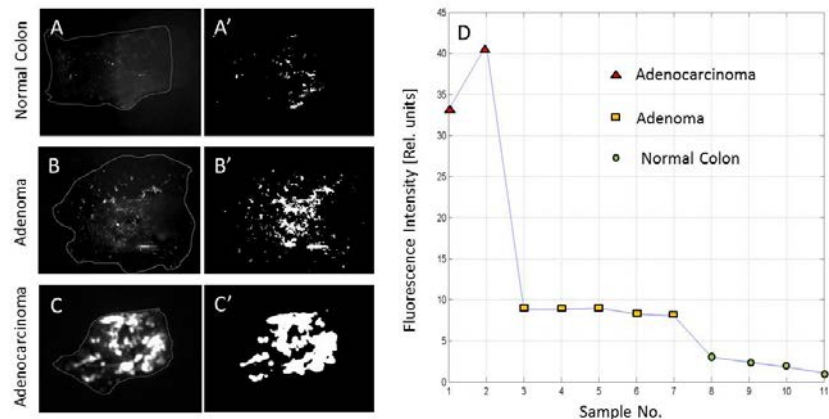 Normal Colon
A
A'
Adenoma
B
B'
Adenocarcinoma
C
C'
D
Fluorescence Intensity [Rel. units]
45
40
35
30
25
20
15
10
5
0
Adenocarcinoma
Adenoma
Normal Colon
1 2 3 4 5 6 7 8 9 10 11
Sample No.